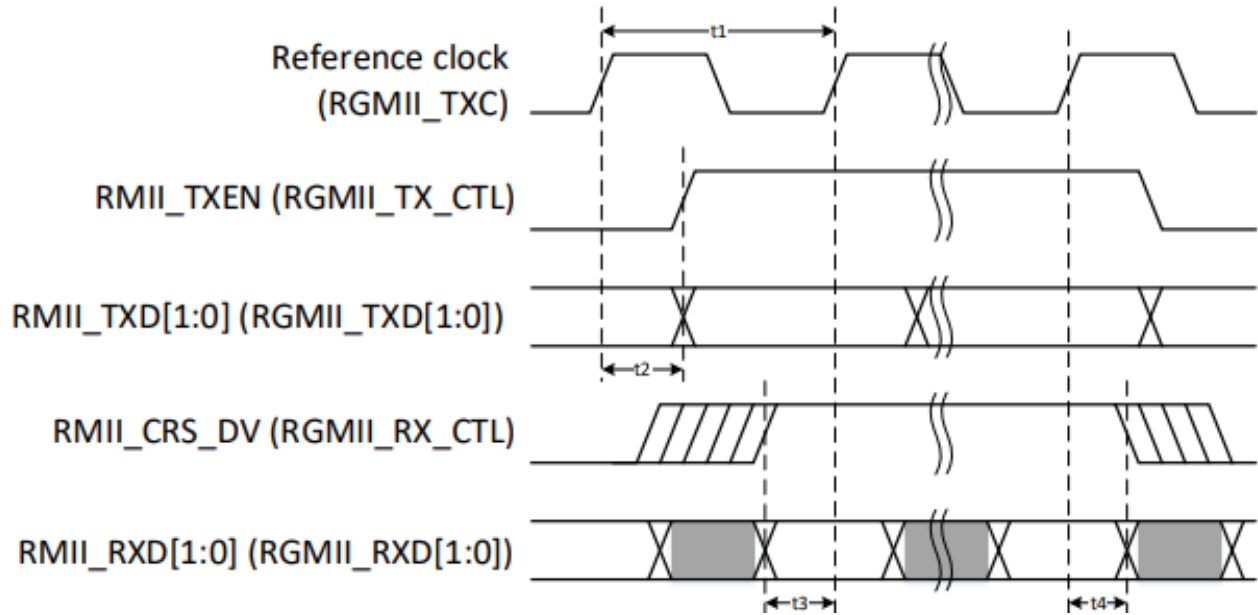 t1
Reference clock
(RGMII_TXC)
RMII_TXEN (RGMII_TX_CTL)
RMII_TXD[1:0] (RGMII_TXD[1:0])
t2
RMII_CRS_DV (RGMII_RX_CTL)
RMII_RXD[1:0] (RGMII_RXD[1:0])
t3
t4